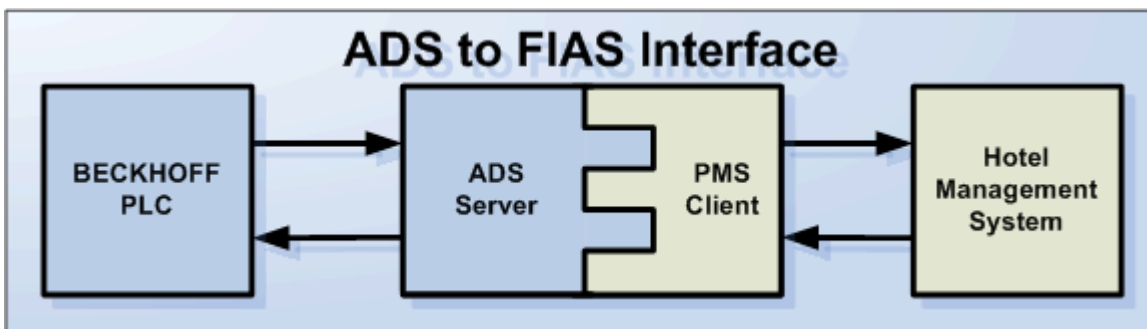 ADS to FIAS Interface
BECKHOFF
PLC
ADS
Server
PMS
Client
Hotel
Management
System